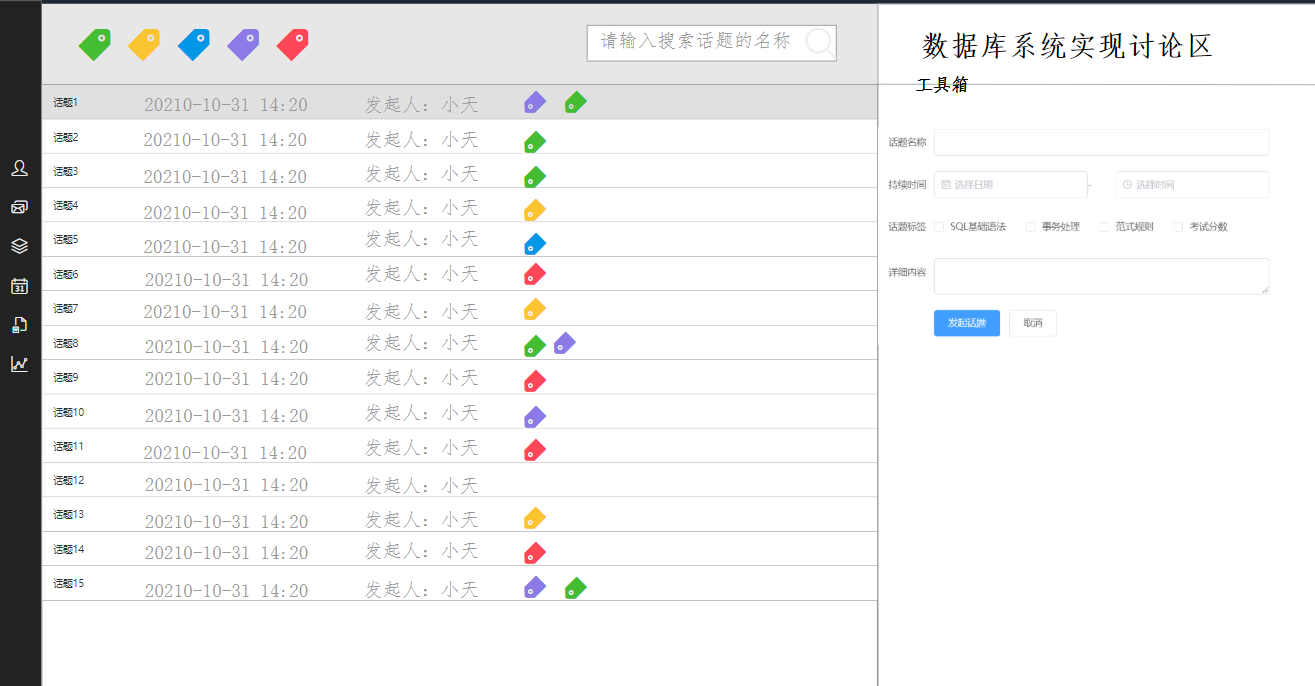 请输入搜索话题的名称
话题1 20210-10-31 14:20 发起人：小天
话题2 20210-10-31 14:20 发起人：小天
话题3 20210-10-31 14:20 发起人：小天
话题4 20210-10-31 14:20 发起人：小天
话题5 20210-10-31 14:20 发起人：小天
话题6 20210-10-31 14:20 发起人：小天
话题7 20210-10-31 14:20 发起人：小天
话题8 20210-10-31 14:20 发起人：小天
话题9 20210-10-31 14:20 发起人：小天
话题10 20210-10-31 14:20 发起人：小天
话题11 20210-10-31 14:20 发起人：小天
话题12 20210-10-31 14:20 发起人：小天
话题13 20210-10-31 14:20 发起人：小天
话题14 20210-10-31 14:20 发起人：小天
话题15 20210-10-31 14:20 发起人：小天
数据库系统实现讨论区
工具箱
话题名称
持续时间 选择日期 - 选择时间
话题标签 SQL基础语法 事务处理 范式规则 考试分数
详细内容
发起话题 取消
31